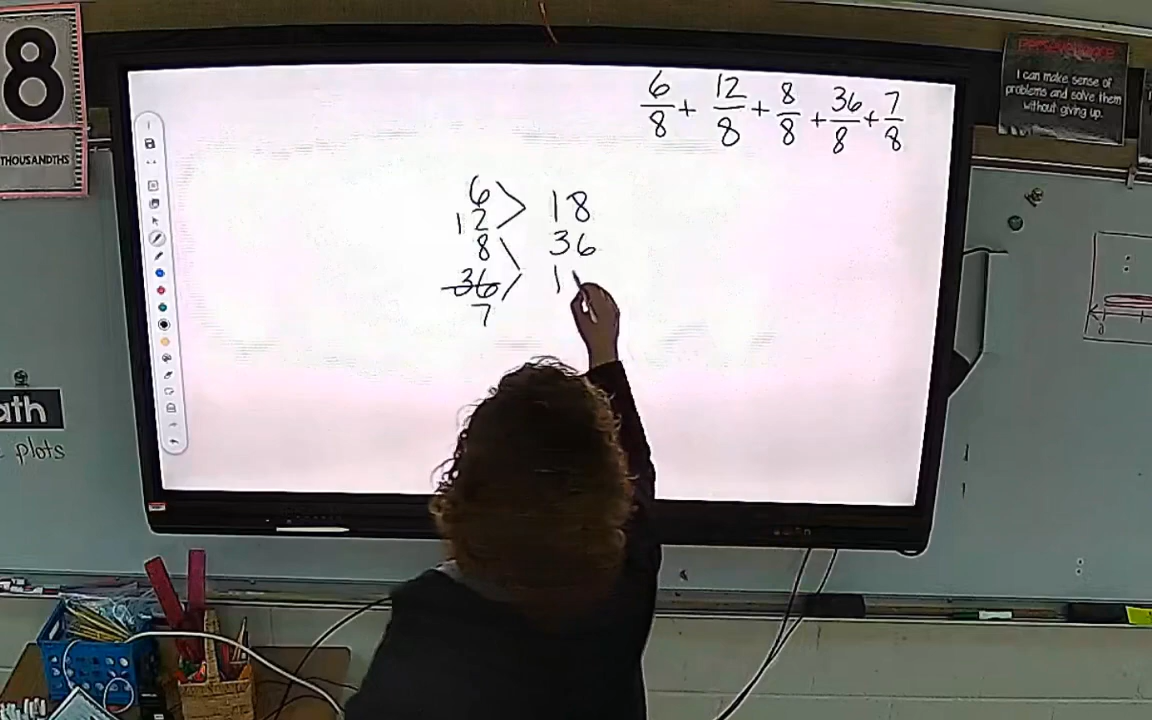 8
THOUSANDTHS
perseverance
I can make sense of
problems and solve them
without giving up.
6/8 + 12/8 + 8/8 + 36/8 + 7/8
6
12
8
36
7
18
36
1
ath
plots